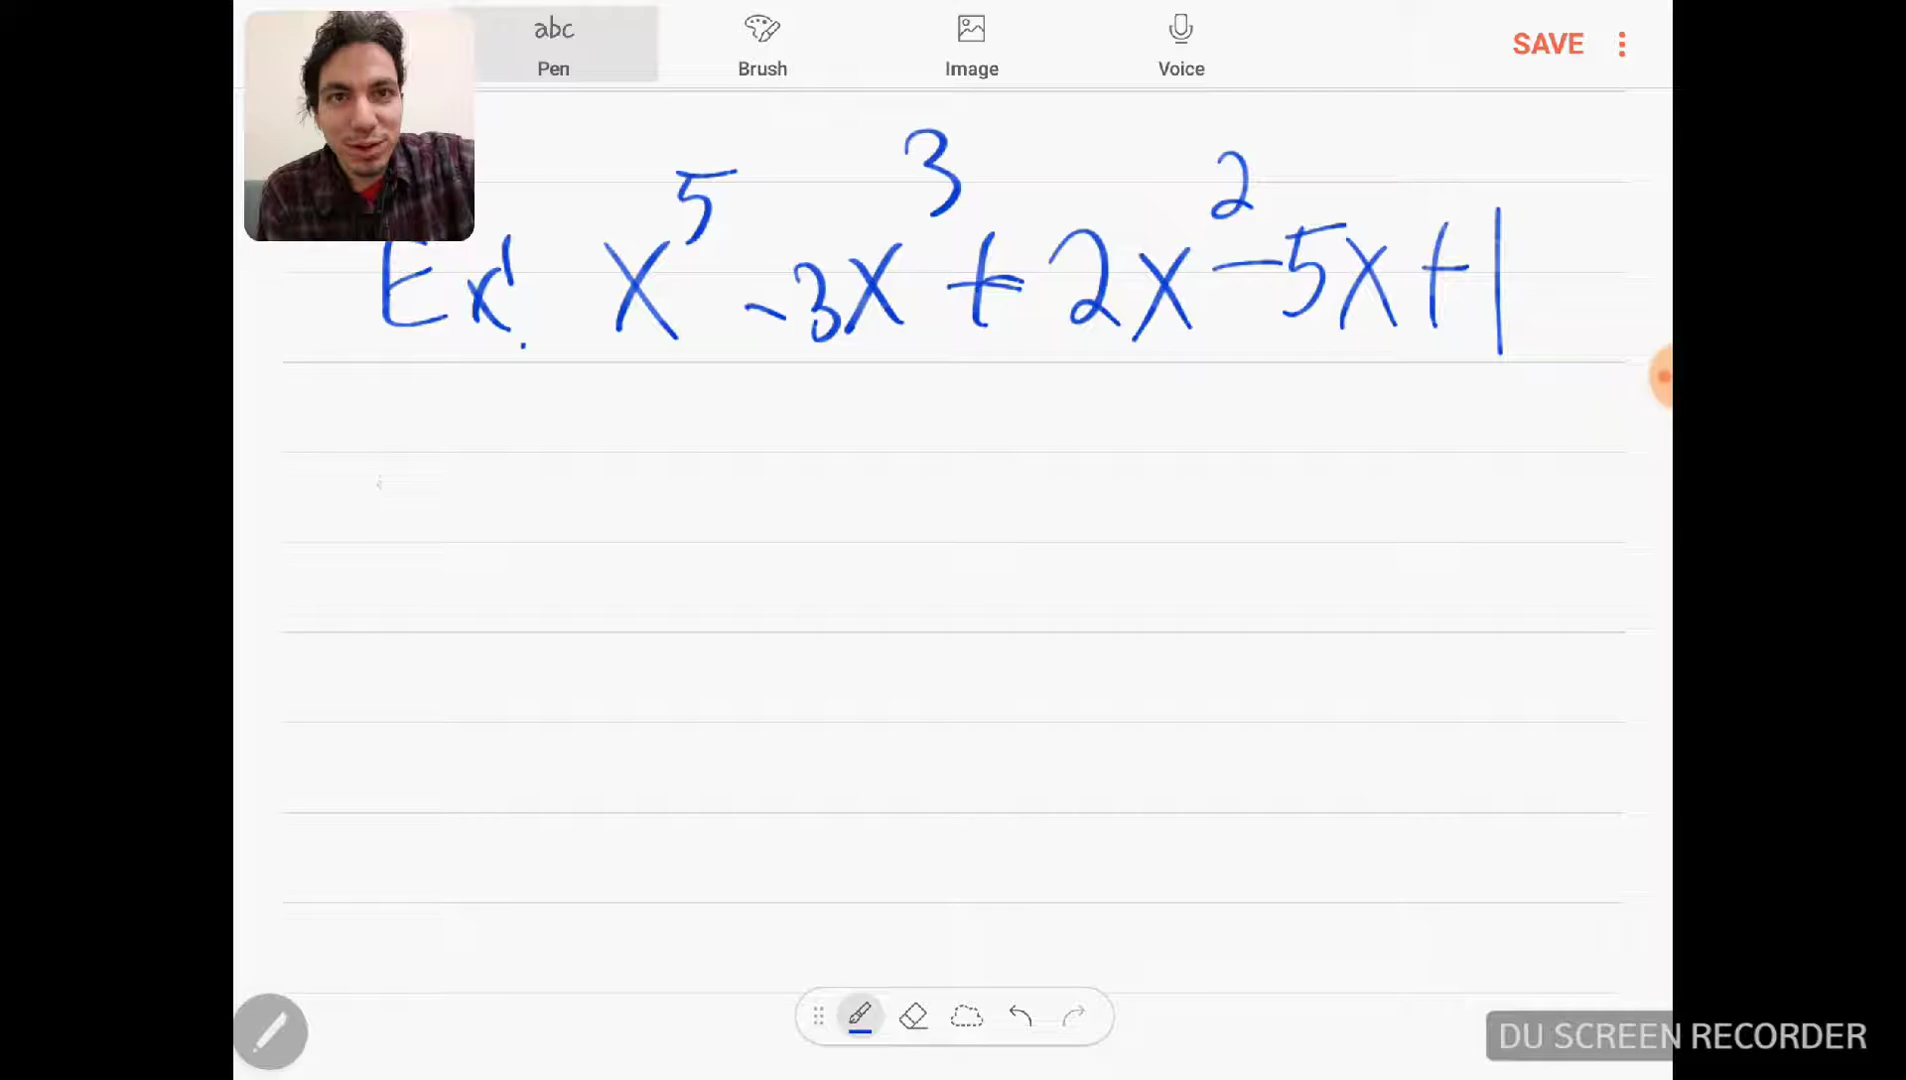 abc
Pen Brush Image Voice SAVE
Ex: x⁵ -3x³ + 2x² -5x +1
DU SCREEN RECORDER